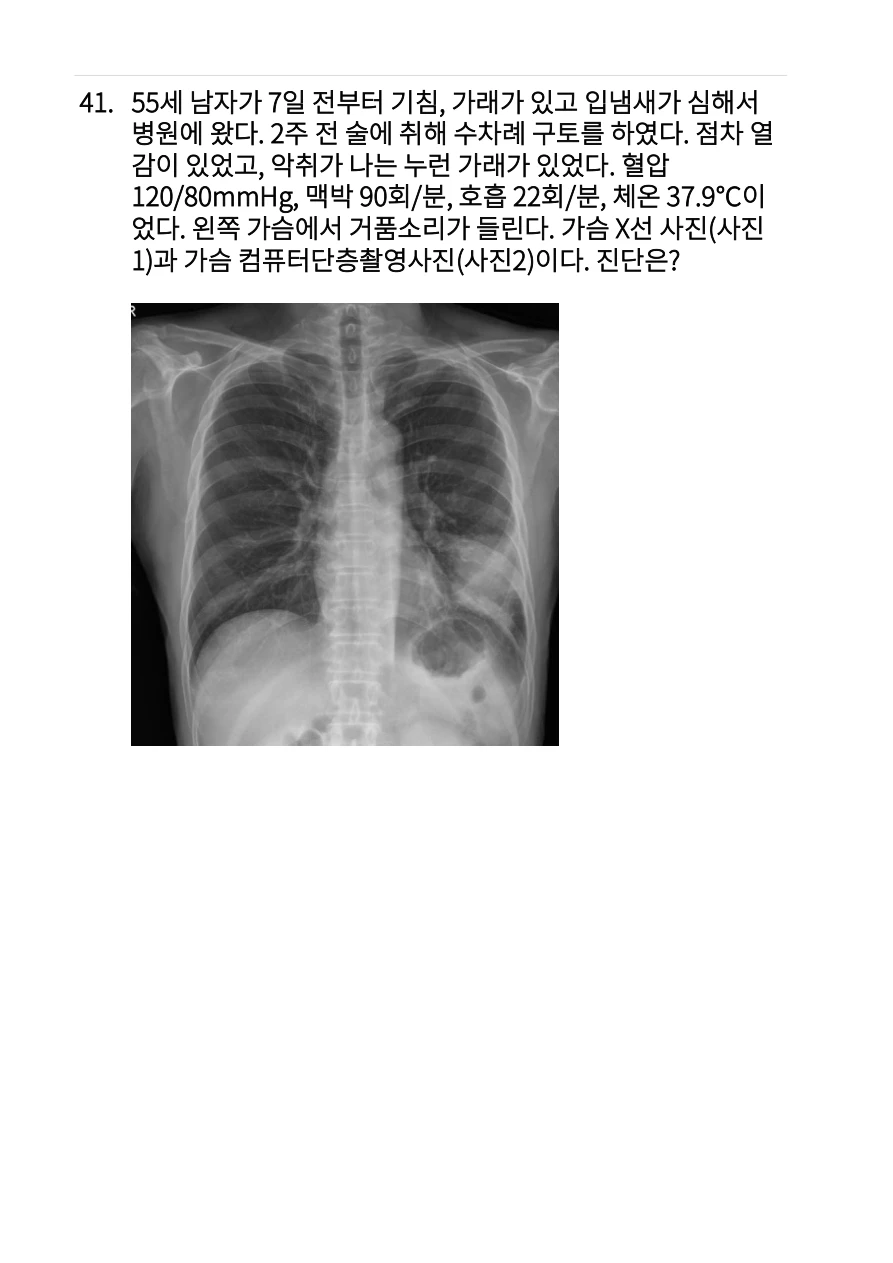 41. 55세 남자가 7일 전부터 기침, 가래가 있고 입냄새가 심해서
병원에 왔다. 2주 전 술에 취해 수차례 구토를 하였다. 점차 열
감이 있었고, 악취가 나는 누런 가래가 있었다. 혈압
120/80mmHg, 맥박 90회/분, 호흡 22회/분, 체온 37.9°C이
었다. 왼쪽 가슴에서 거품소리가 들린다. 가슴 X선 사진(사진
1)과 가슴 컴퓨터단층촬영사진(사진2)이다. 진단은?
R